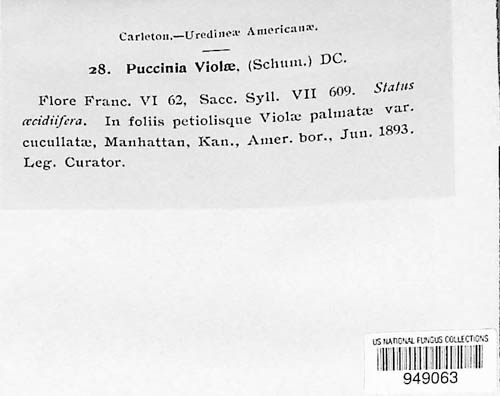 Carleton.—Uredineæ Americanæ.
28. Puccinia Violæ, (Schum.) DC.
Flore Franc. VI 62, Sacc. Syll. VII 609. Status
æcidiifera. In foliis petiolisque Violæ palmatæ var.
cucullatæ, Manhattan, Kan., Amer. bor., Jun. 1893.
Leg. Curator.
US NATIONAL FUNGUS COLLECTIONS
949063